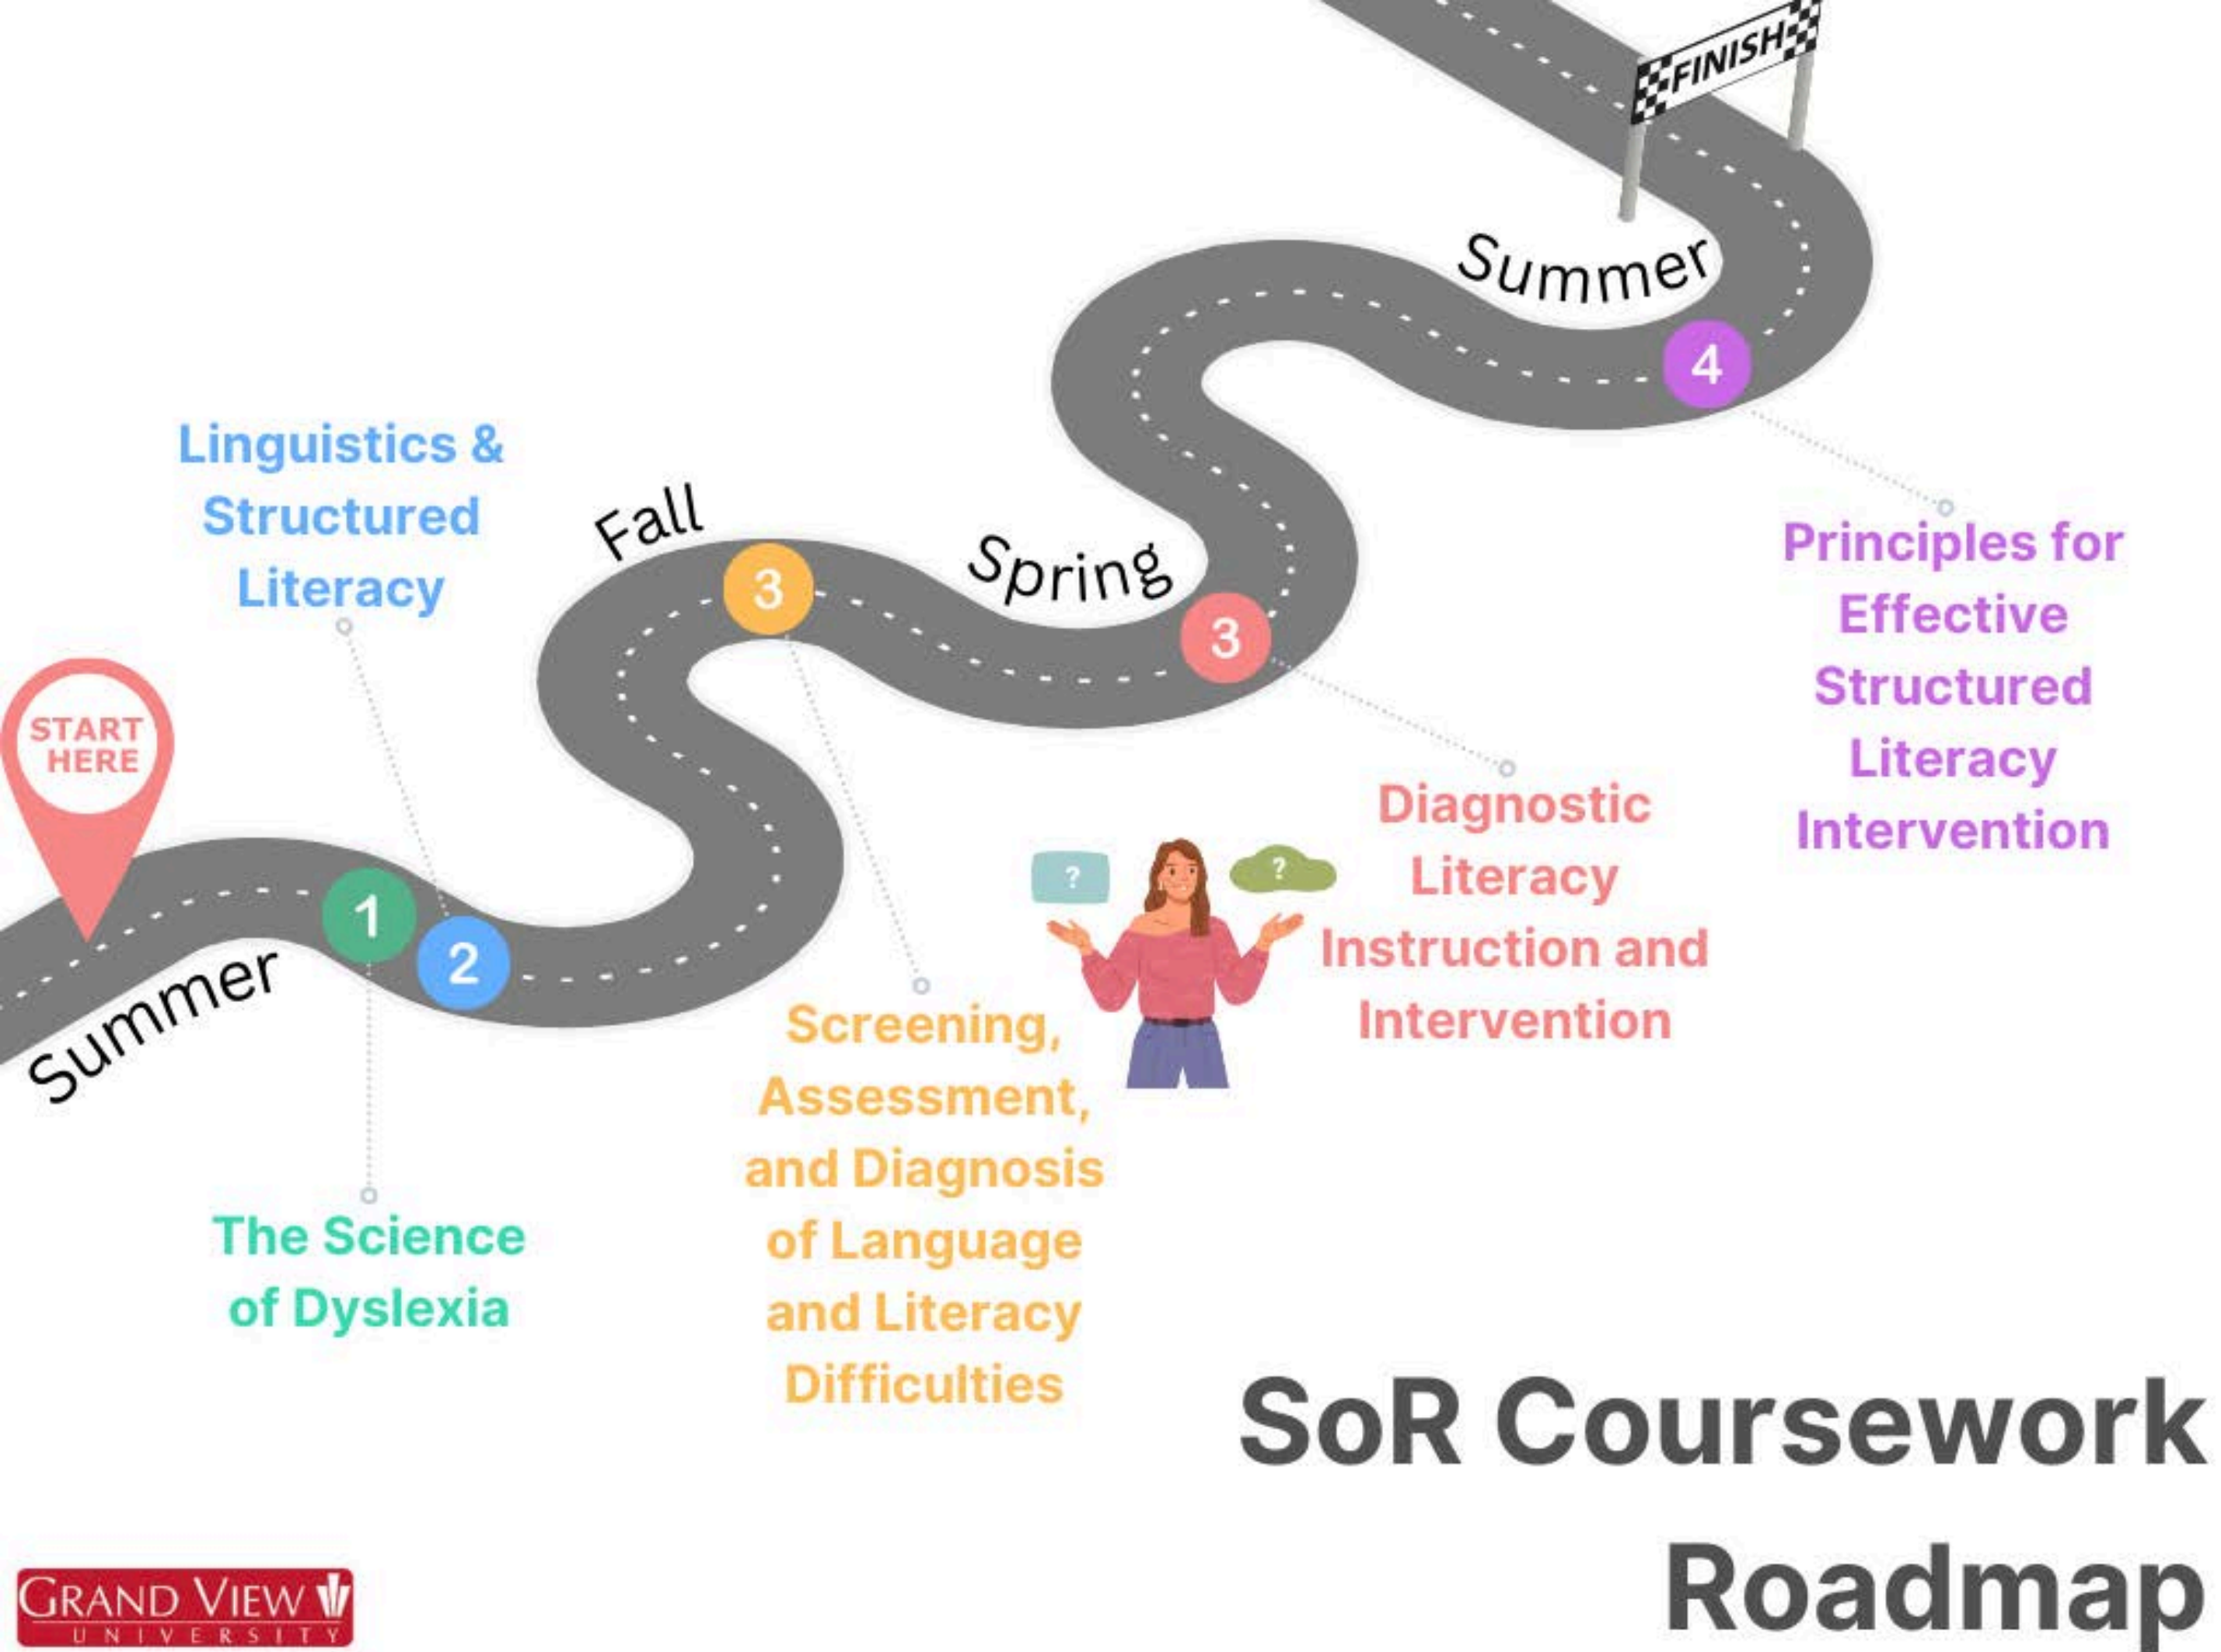 FINISH
Summer
4
Linguistics &
Structured
Literacy
Fall
3
Spring
3
Principles for
Effective
Structured
Literacy
Intervention
START
HERE
1
2
Summer
Diagnostic
Literacy
Instruction and
Intervention
?
?
Screening,
Assessment,
and Diagnosis
of Language
and Literacy
Difficulties
The Science
of Dyslexia
SoR Coursework
Roadmap
GRAND VIEW
UNIVERSITY